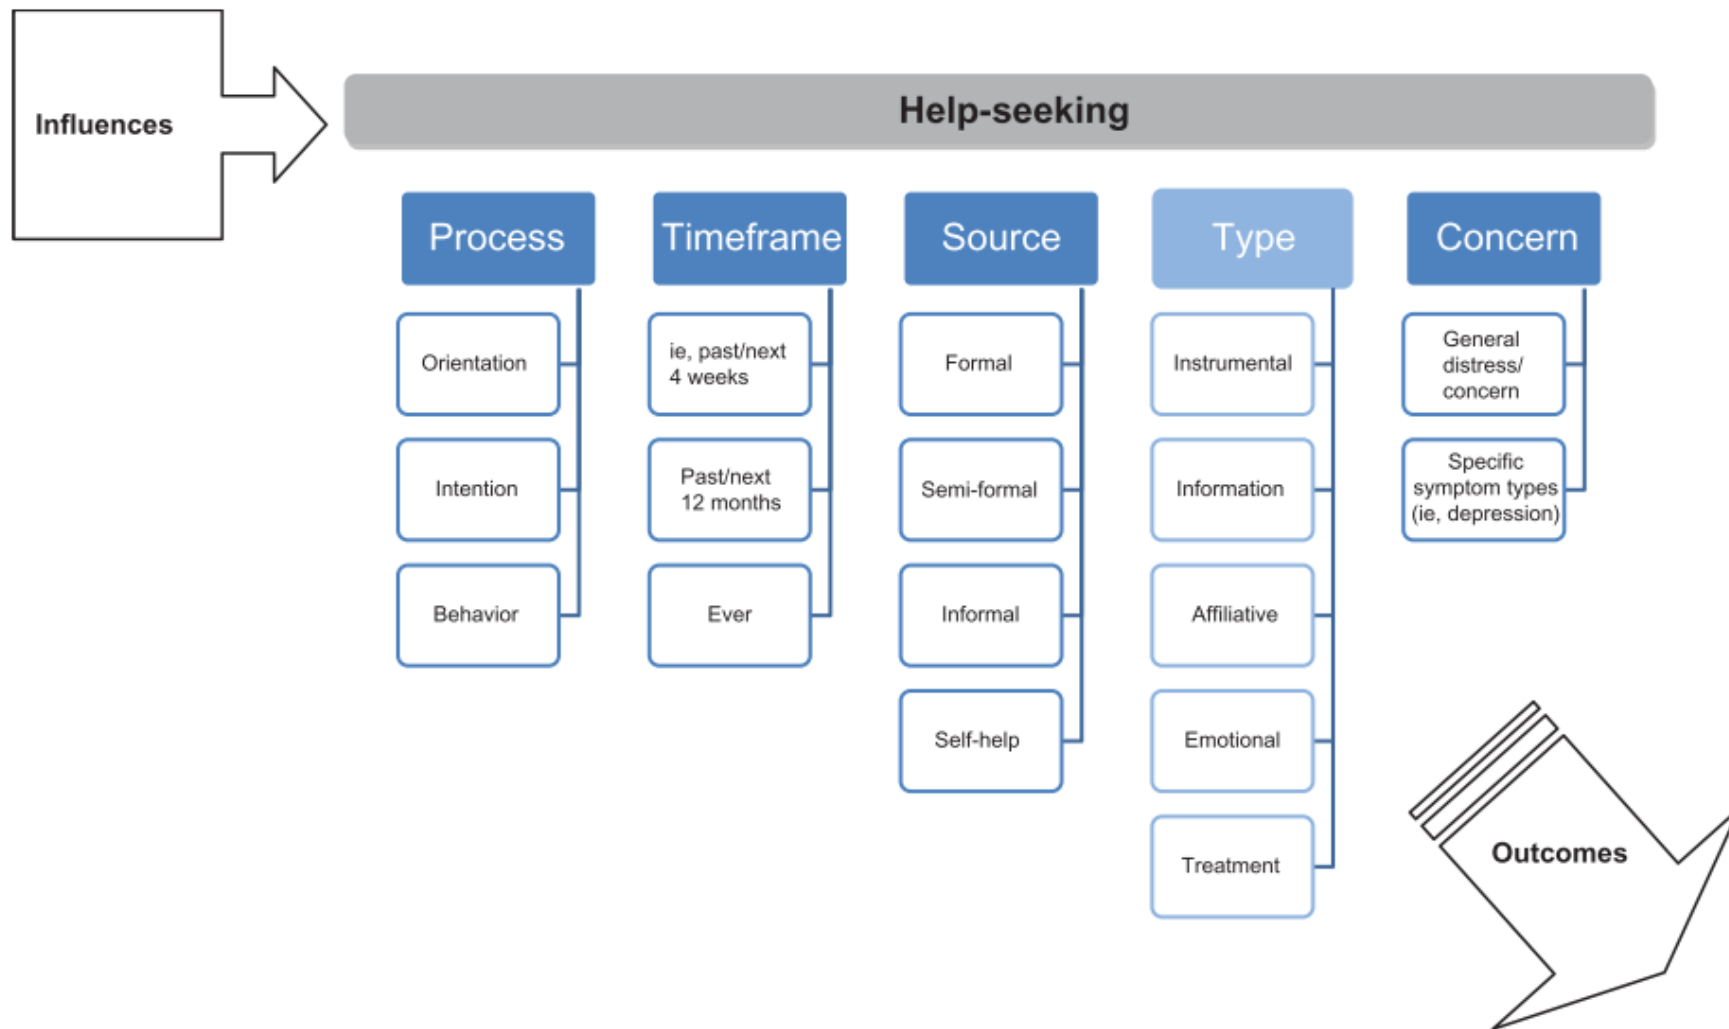 Influences
Help-seeking
Process
Timeframe
Source
Type
Concern
Orientation
Intention
Behavior
ie, past/next
4 weeks
Past/next
12 months
Ever
Formal
Semi-formal
Informal
Self-help
Instrumental
Information
Affiliative
Emotional
Treatment
General
distress/
concern
Specific
symptom types
(ie, depression)
Outcomes